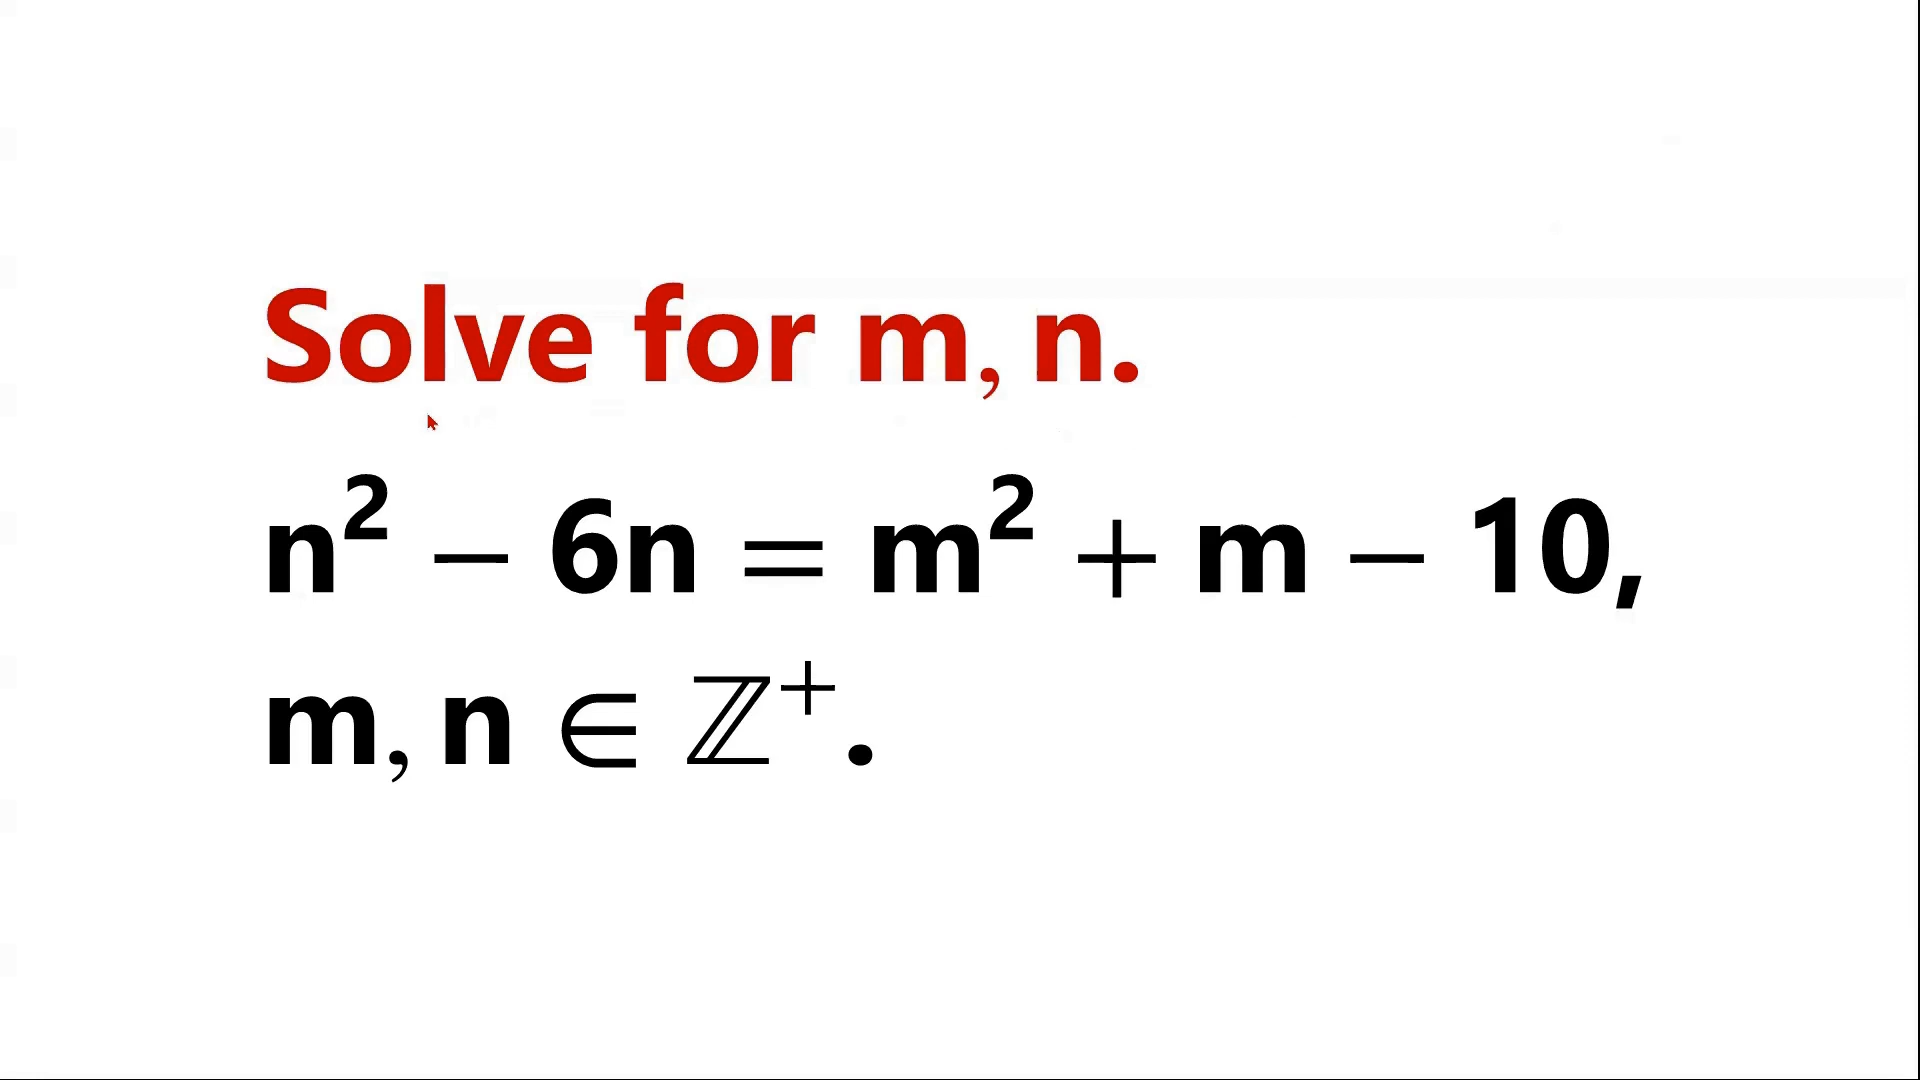 Solve for m, n.
n² − 6n = m² + m − 10,
m, n ∈ ℤ⁺.